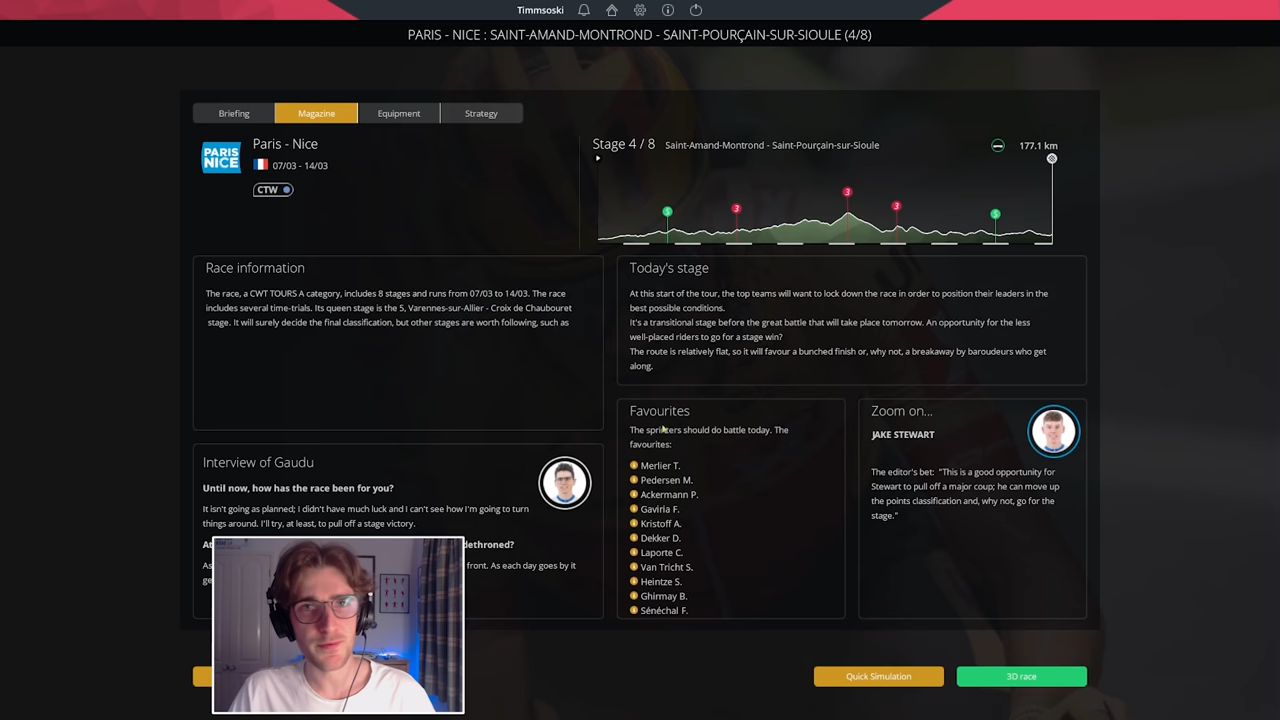 Timmsoski
PARIS - NICE : SAINT-AMAND-MONTROND - SAINT-POURÇAIN-SUR-SIOULE (4/8)
Briefing
Magazine
Equipment
Strategy
PARIS
NICE
Paris - Nice
07/03 - 14/03
CTW
Stage 4 / 8
Saint-Amand-Montrond - Saint-Pourçain-sur-Sioule
177.1 km
S
3
3
3
S
Race information
The race, a CWT TOURS A category, includes 8 stages and runs from 07/03 to 14/03. The race
includes several time-trials. Its queen stage is the 5, Varennes-sur-Allier - Croix de Chaubouret
stage. It will surely decide the final classification, but other stages are worth following, such as
Today's stage
At this start of the tour, the top teams will want to lock down the race in order to position their leaders in the
best possible conditions.
It's a transitional stage before the great battle that will take place tomorrow. An opportunity for the less
well-placed riders to go for a stage win?
The route is relatively flat, so it will favour a bunched finish or, why not, a breakaway by baroudeurs who get
along.
Interview of Gaudu
Until now, how has the race been for you?
It isn't going as planned; I didn't have much luck and I can't see how I'm going to turn
things around. I'll try, at least, to pull off a stage victory.
dethroned?
front. As each day goes by it
Favourites
The sprinters should do battle today. The
favourites:
Merlier T.
Pedersen M.
Ackermann P.
Gaviria F.
Kristoff A.
Dekker D.
Laporte C.
Van Tricht S.
Heintze S.
Ghirmay B.
Sénéchal F.
Zoom on...
JAKE STEWART
The editor's bet: "This is a good opportunity for
Stewart to pull off a major coup; he can move up
the points classification and, why not, go for the
stage."
Quick Simulation
3D race